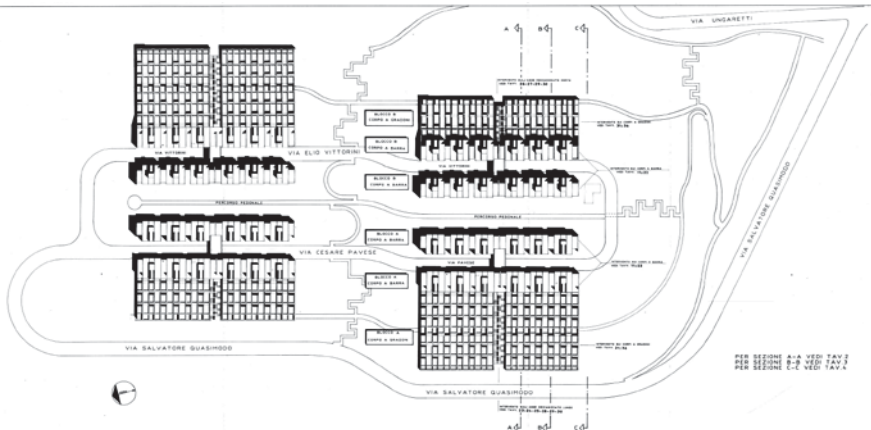 VIA UNGARETTI
A B C
BLOCCO B
CORPO A GRADONI
BLOCCO B
CORPO A BARRA
VIA VITTORINI
VIA ELIO VITTORINI
VIA VITTORINI
BLOCCO B
CORPO A BARRA
PERCORSO PEDONALE
PERCORSO PEDONALE
VIA SALVATORE QUASIMODO
BLOCCO A
CORPO A BARRA
VIA CESARE PAVESE
VIA PAVESE
BLOCCO A
CORPO A BARRA
BLOCCO A
CORPO A GRADONI
VIA SALVATORE QUASIMODO
PER SEZIONE A-A VEDI TAV.2
PER SEZIONE B-B VEDI TAV.3
PER SEZIONE C-C VEDI TAV.4
VIA SALVATORE QUASIMODO
A B C